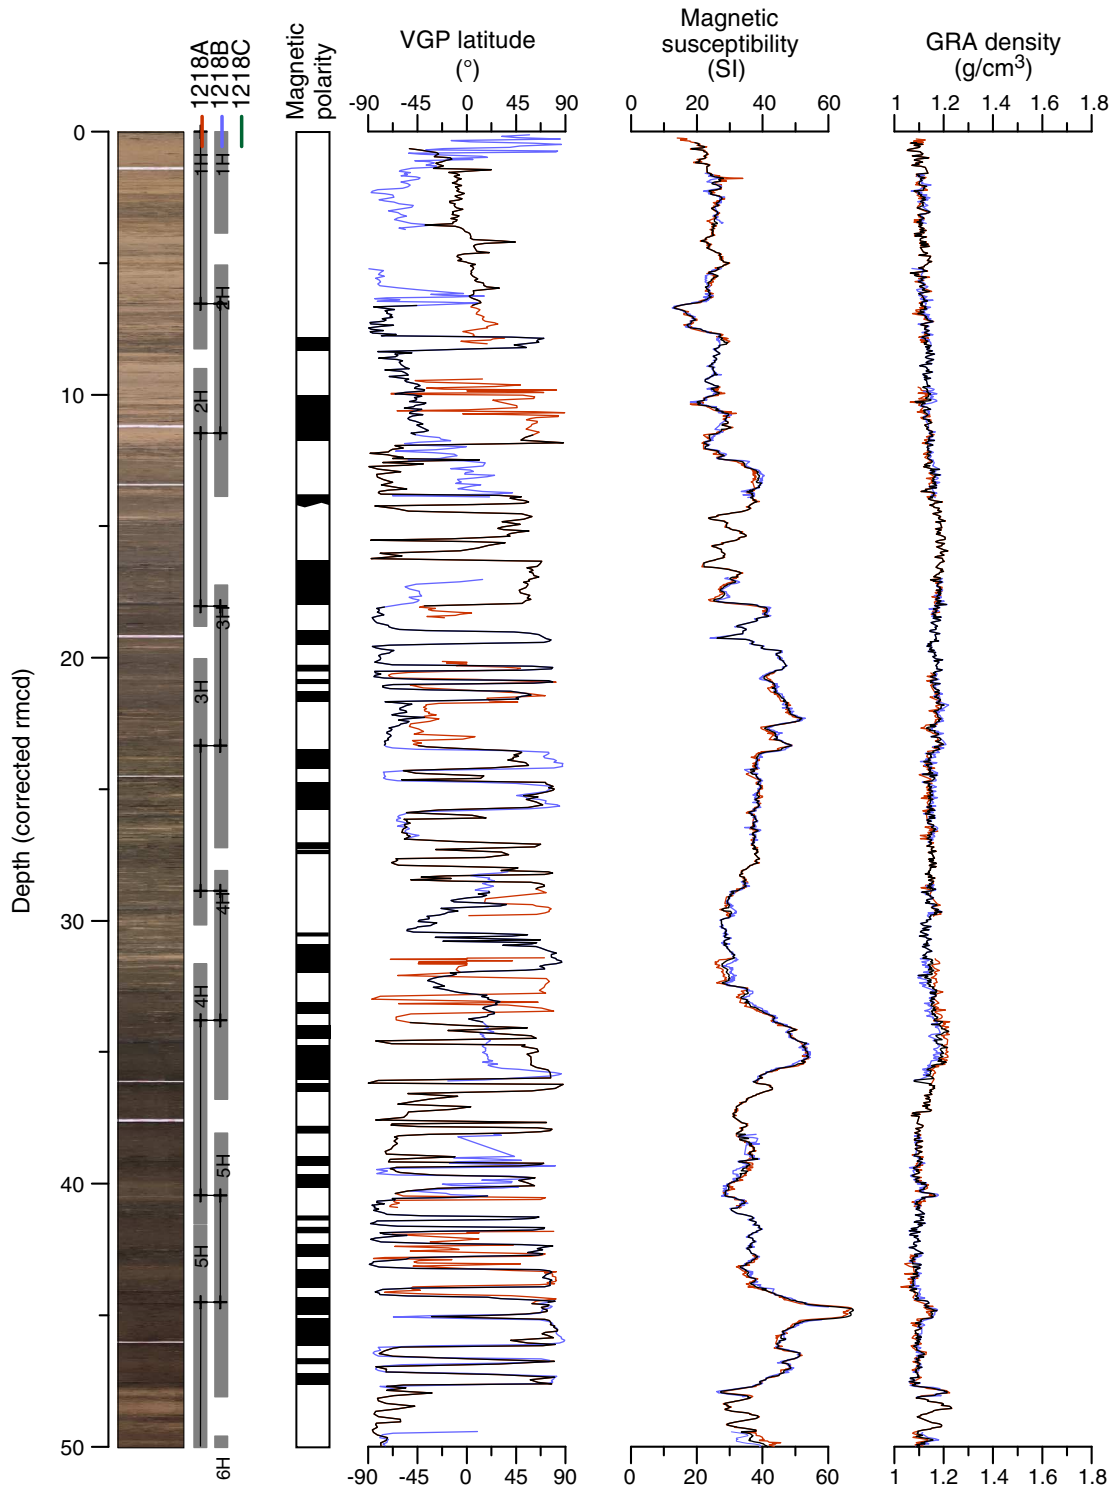 1218A
1218B
1218C
Magnetic
polarity
VGP latitude
(°)
Magnetic
susceptibility
(SI)
GRA density
(g/cm³)
-90 -45 0 45 90
0 20 40 60
1 1.2 1.4 1.6 1.8
Depth (corrected rmcd)
0
10
20
30
40
50
1H
2H
3H
4H
5H
1H
2H
3H
4H
5H
6H
-90 -45 0 45 90
0 20 40 60
1 1.2 1.4 1.6 1.8